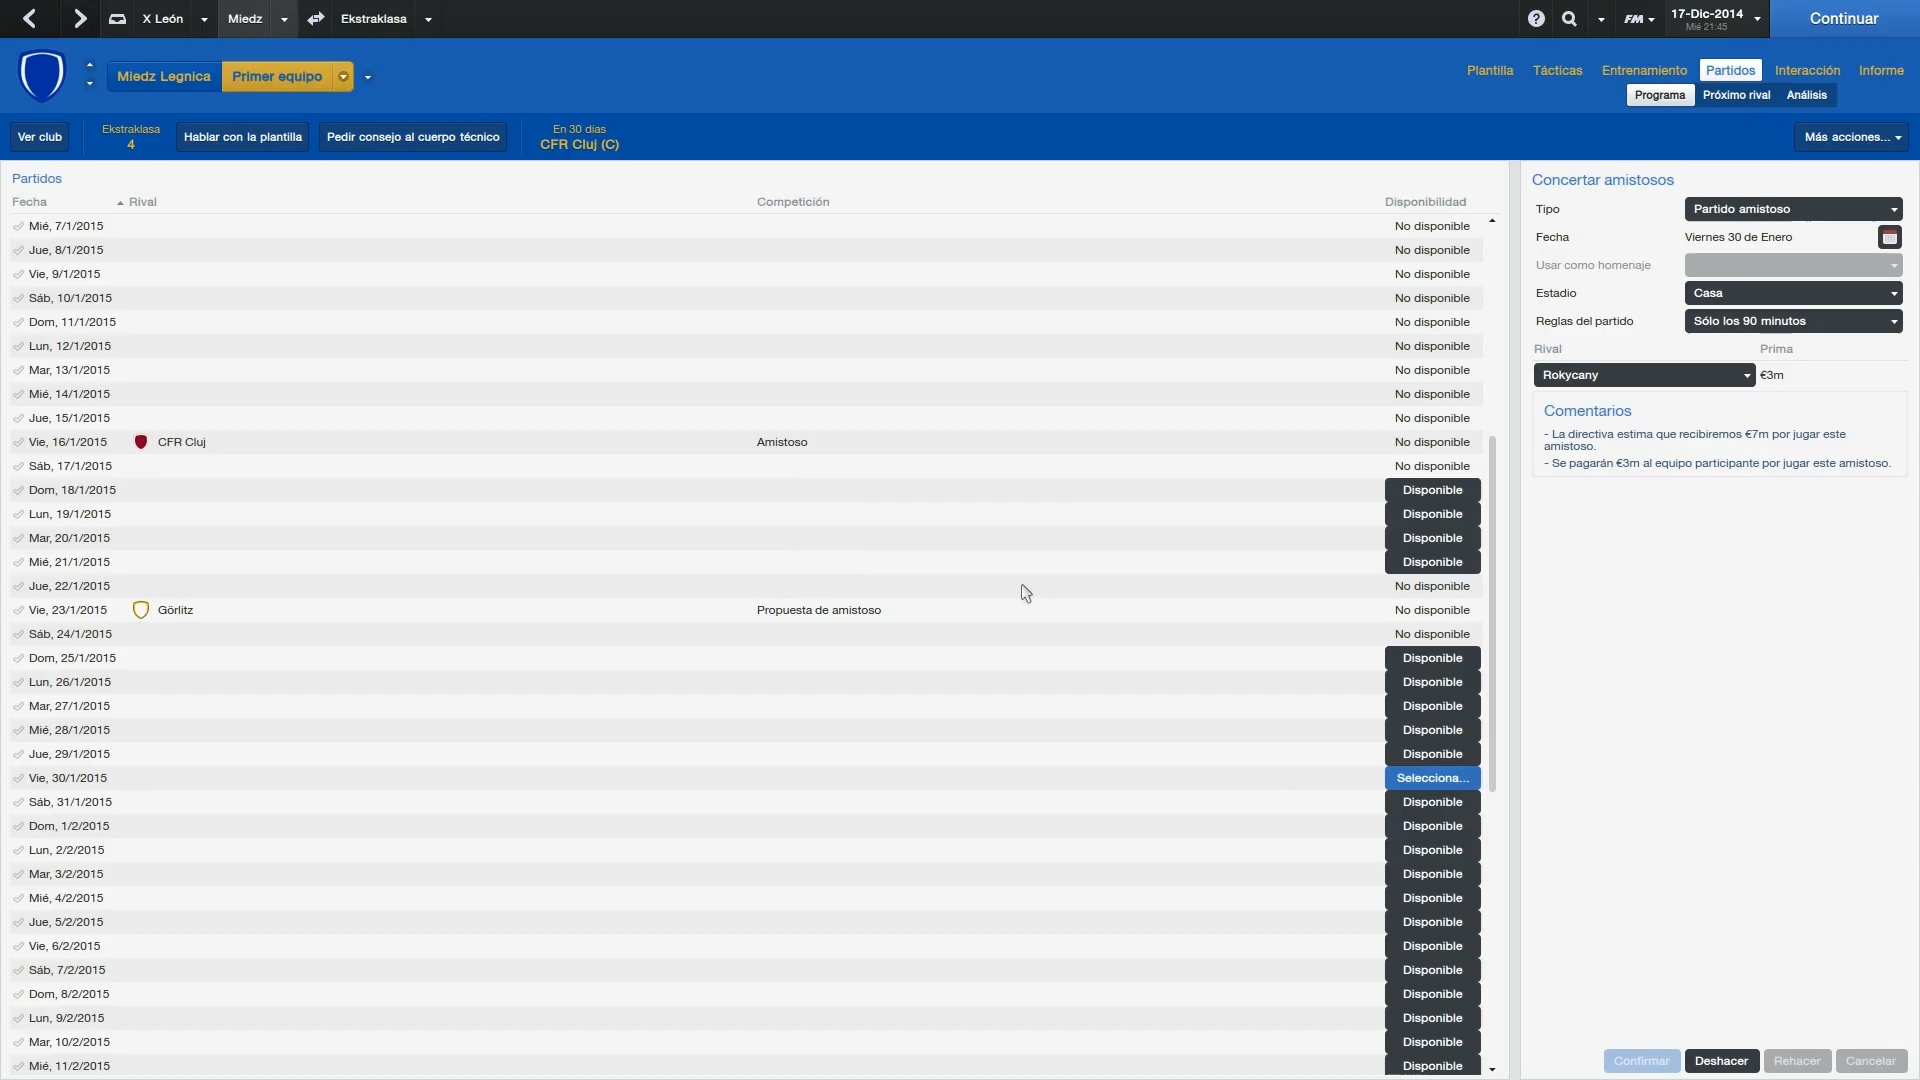 X León
Miedz
Ekstraklasa
FM
17-Dic-2014
Mié 21:45
Continuar
Miedz Legnica
Primer equipo
Plantilla
Tácticas
Entrenamiento
Partidos
Interacción
Informe
Programa
Próximo rival
Análisis
Ver club
Ekstraklasa
4
Hablar con la plantilla
Pedir consejo al cuerpo técnico
En 30 días
CFR Cluj (C)
Más acciones...
Partidos
Fecha Rival Competición Disponibilidad
Mié, 7/1/2015 No disponible
Jue, 8/1/2015 No disponible
Vie, 9/1/2015 No disponible
Sáb, 10/1/2015 No disponible
Dom, 11/1/2015 No disponible
Lun, 12/1/2015 No disponible
Mar, 13/1/2015 No disponible
Mié, 14/1/2015 No disponible
Jue, 15/1/2015 No disponible
Vie, 16/1/2015 CFR Cluj Amistoso No disponible
Sáb, 17/1/2015 No disponible
Dom, 18/1/2015 Disponible
Lun, 19/1/2015 Disponible
Mar, 20/1/2015 Disponible
Mié, 21/1/2015 Disponible
Jue, 22/1/2015 No disponible
Vie, 23/1/2015 Görlitz Propuesta de amistoso No disponible
Sáb, 24/1/2015 No disponible
Dom, 25/1/2015 Disponible
Lun, 26/1/2015 Disponible
Mar, 27/1/2015 Disponible
Mié, 28/1/2015 Disponible
Jue, 29/1/2015 Disponible
Vie, 30/1/2015 Selecciona...
Sáb, 31/1/2015 Disponible
Dom, 1/2/2015 Disponible
Lun, 2/2/2015 Disponible
Mar, 3/2/2015 Disponible
Mié, 4/2/2015 Disponible
Jue, 5/2/2015 Disponible
Vie, 6/2/2015 Disponible
Sáb, 7/2/2015 Disponible
Dom, 8/2/2015 Disponible
Lun, 9/2/2015 Disponible
Mar, 10/2/2015 Disponible
Mié, 11/2/2015 Disponible
Concertar amistosos
Tipo Partido amistoso
Fecha Viernes 30 de Enero
Usar como homenaje
Estadio Casa
Reglas del partido Sólo los 90 minutos
Rival Prima
Rokycany €3m
Comentarios
- La directiva estima que recibiremos €7m por jugar este
amistoso.
- Se pagarán €3m al equipo participante por jugar este amistoso.
Confirmar
Deshacer
Rehacer
Cancelar